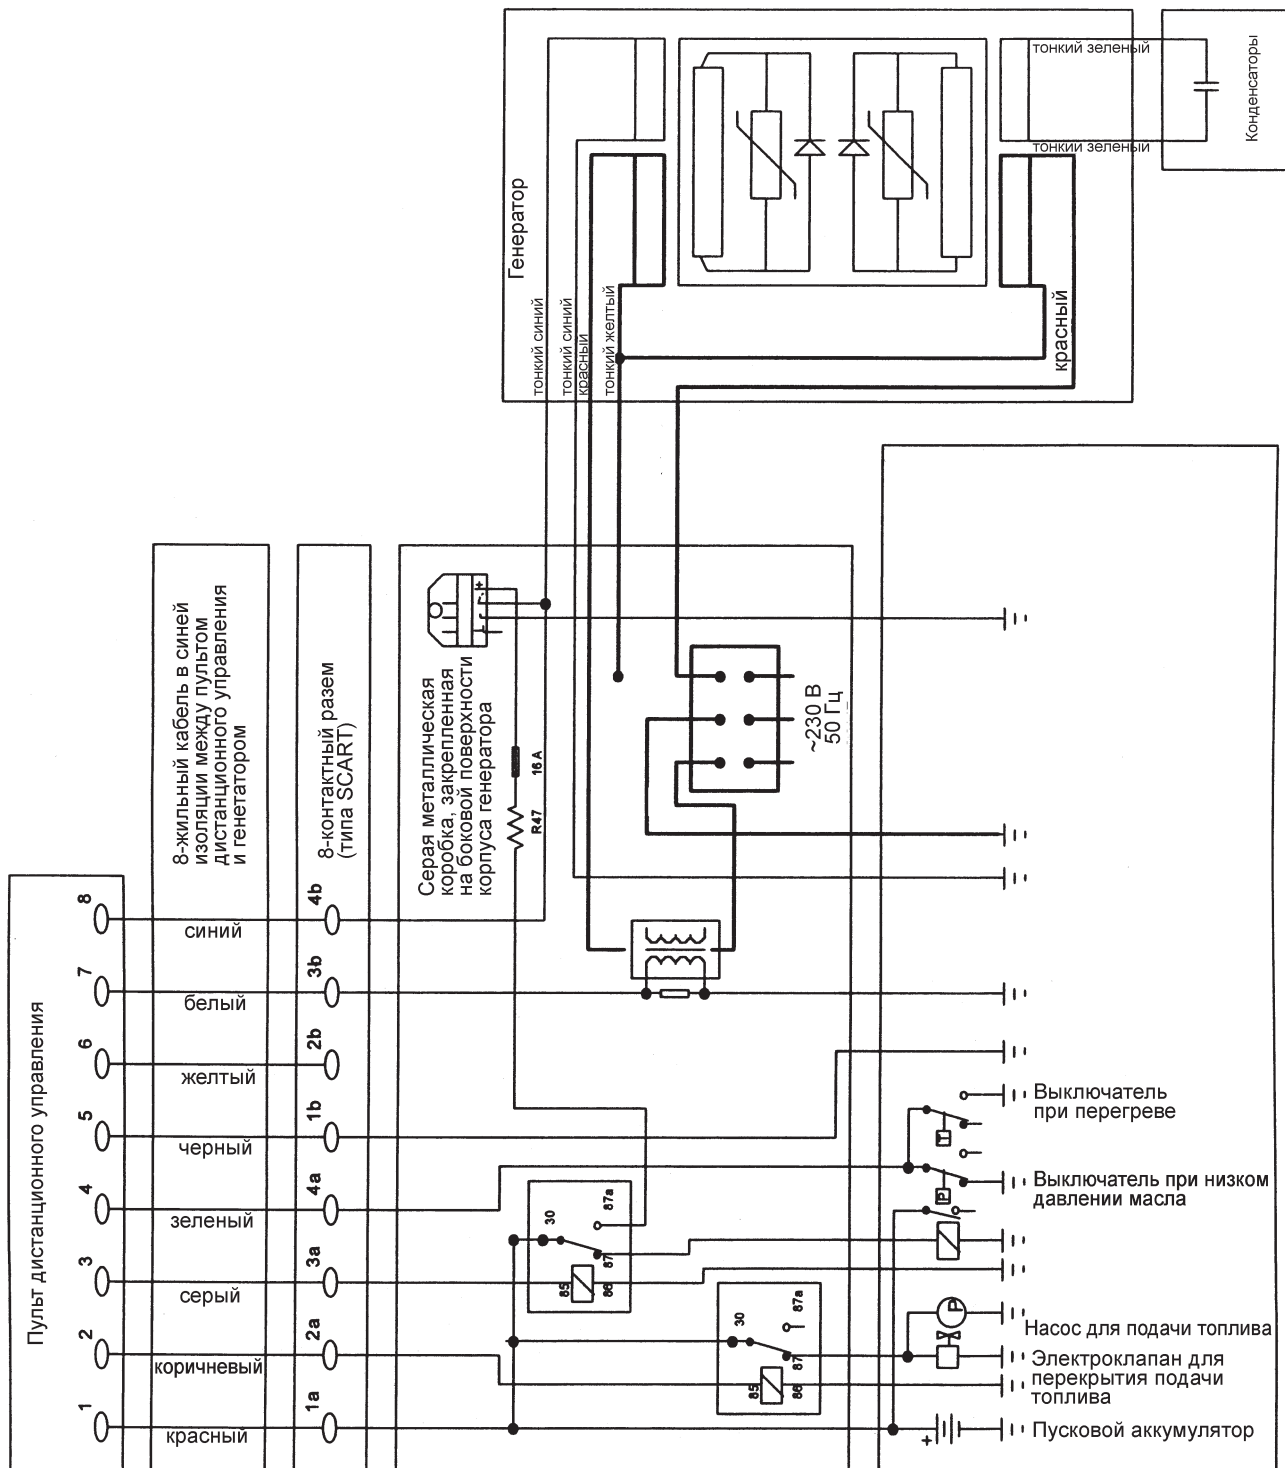 тонкий зеленый
тонкий зеленый
Конденсаторы
Генератор
тонкий синий
тонкий синий
красный
тонкий желтый
красный
8-жильный кабель в синей
изоляции между пультом
дистанционного управления
и генетатором
8-контактный разем
(типа SCART)
Серая металлическая
коробка, закрепленная
на боковой поверхности
корпуса генератора
+
16 A
R47
~230 В
50 Гц
Пульт дистанционного управления
8
синий
4b
7
белый
3b
6
желтый
2b
5
черный
1b
4
зеленый
4a
3
серый
3a
2
коричневый
2a
1
красный
1a
30
87a
87
85
86
30
87a
87
85
86
T
P
P
Выключатель
при перегреве
Выключатель при низком
давлении масла
Насос для подачи топлива
Электроклапан для
перекрытия подачи
топлива
+
Пусковой аккумулятор